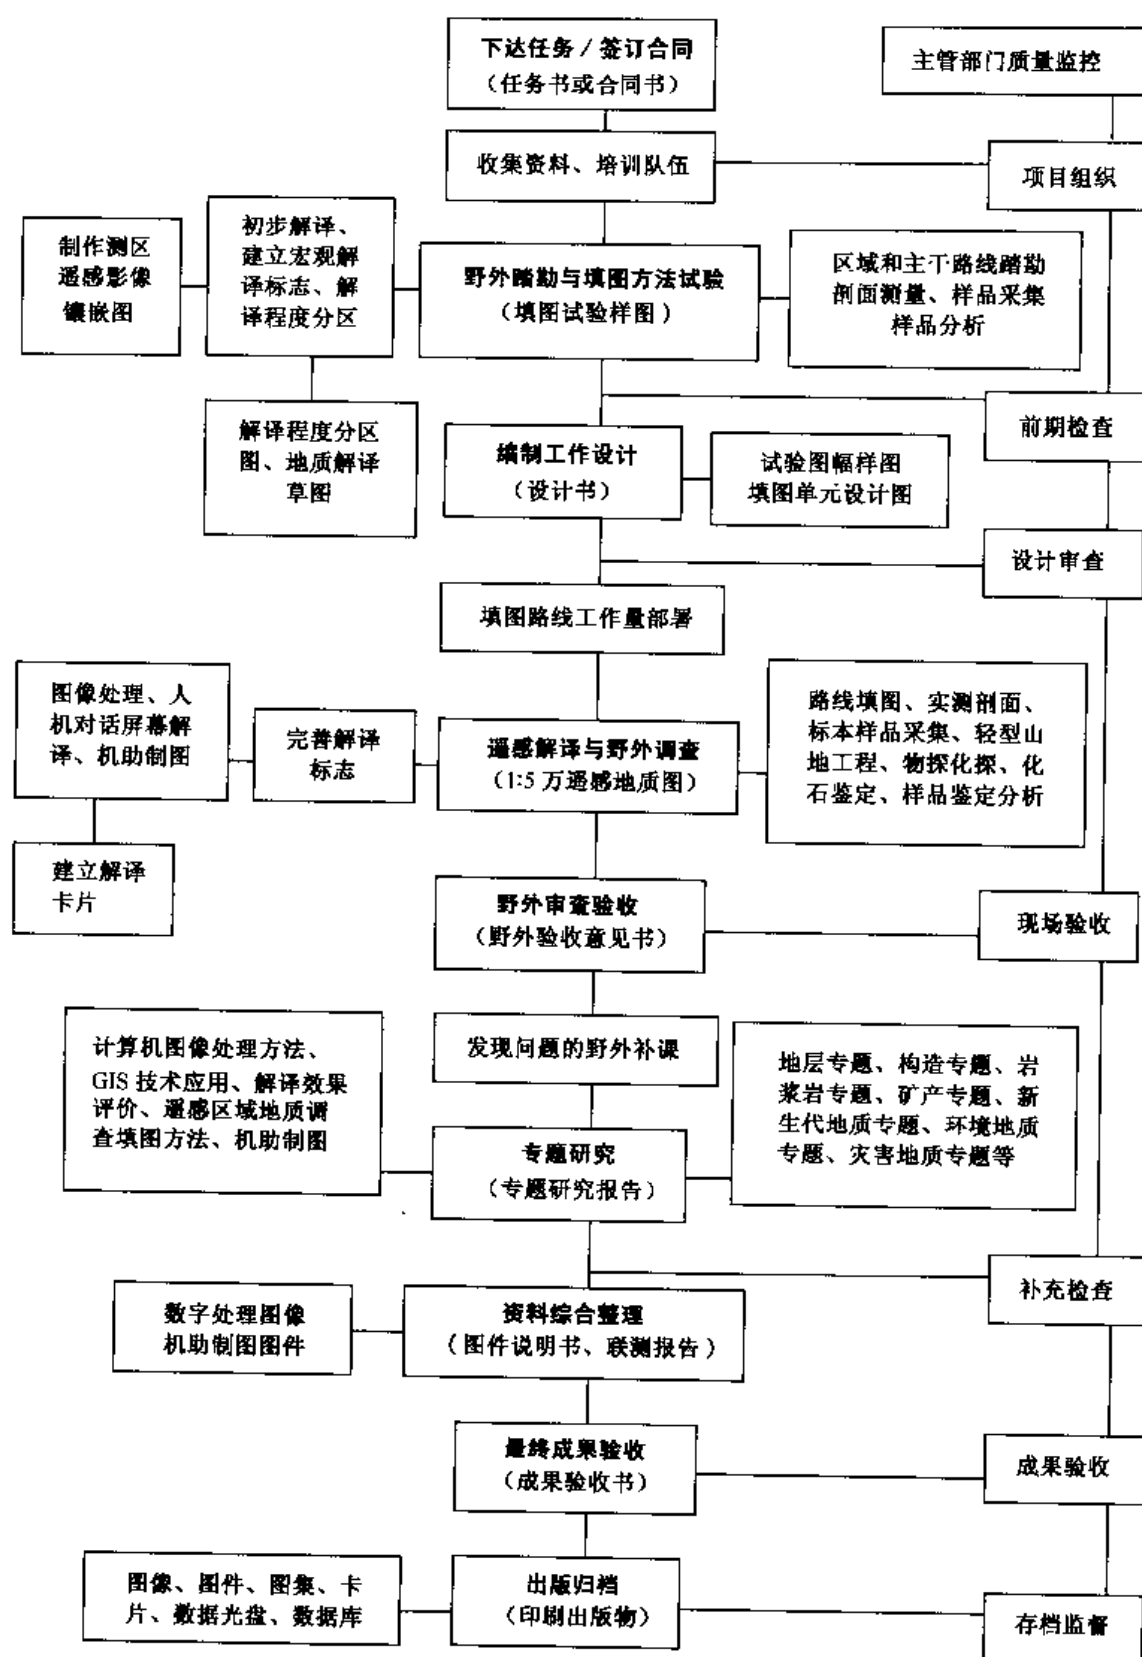 下达任务/签订合同
(任务书或合同书)
主管部门质量监控
收集资料、培训队伍
项目组织
制作测区
遥感影像
镶嵌图
初步解译、
建立宏观解
译标志、解
译程度分区
野外踏勘与填图方法试验
(填图试验样图)
区域和主干路线踏勘
剖面测量、样品采集
样品分析
解译程度分区
图、地质解译
草图
前期检查
编制工作设计
(设计书)
试验图幅样图
填图单元设计图
设计审查
填图路线工作量部署
图像处理、人
机对话屏幕解
译、机助制图
完善解译
标志
遥感解译与野外调查
(1:5万遥感地质图)
路线填图、实测剖面、
标本样品采集、轻型山
地工程、物探化探、化
石鉴定、样品鉴定分析
建立解译
卡片
野外审查验收
(野外验收意见书)
现场验收
发现问题的野外补课
计算机图像处理方法、
GIS技术应用、解译效果
评价、遥感区域地质调
查填图方法、机助制图
专题研究
(专题研究报告)
地层专题、构造专题、岩
浆岩专题、矿产专题、新
生代地质专题、环境地质
专题、灾害地质专题等
补充检查
数字处理图像
机助制图图件
资料综合整理
(图件说明书、联测报告)
最终成果验收
(成果验收书)
成果验收
图像、图件、图集、卡
片、数据光盘、数据库
出版归档
(印刷出版物)
存档监督